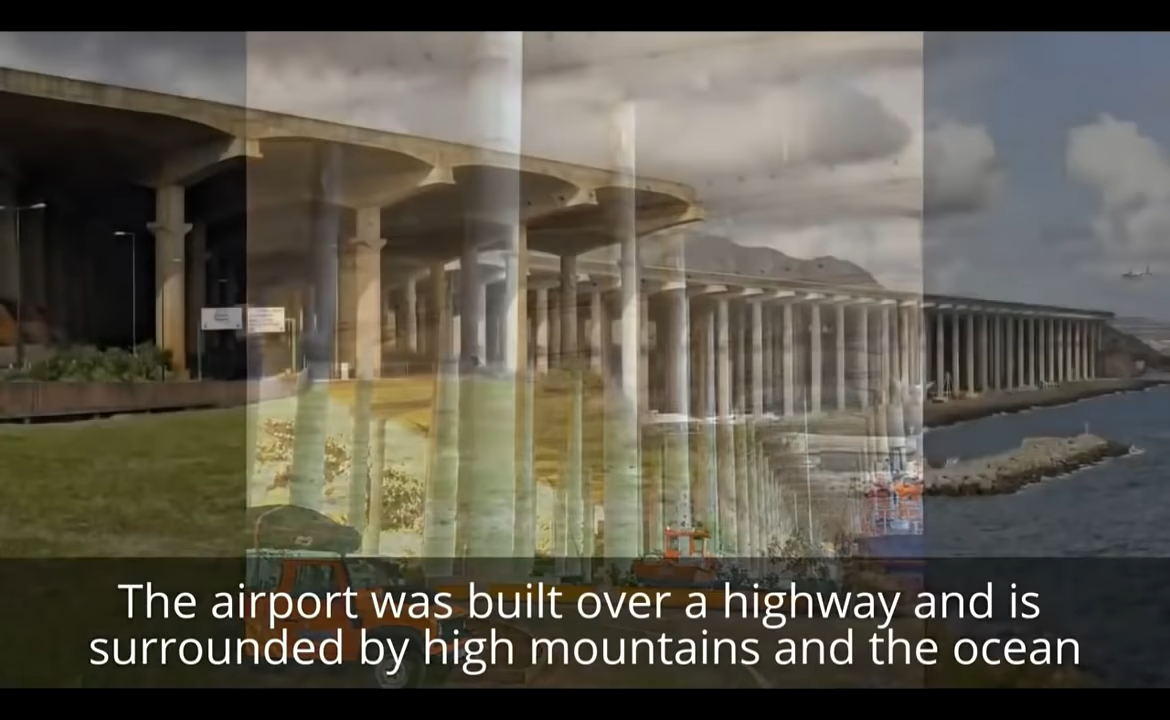 The airport was built over a highway and is
surrounded by high mountains and the ocean